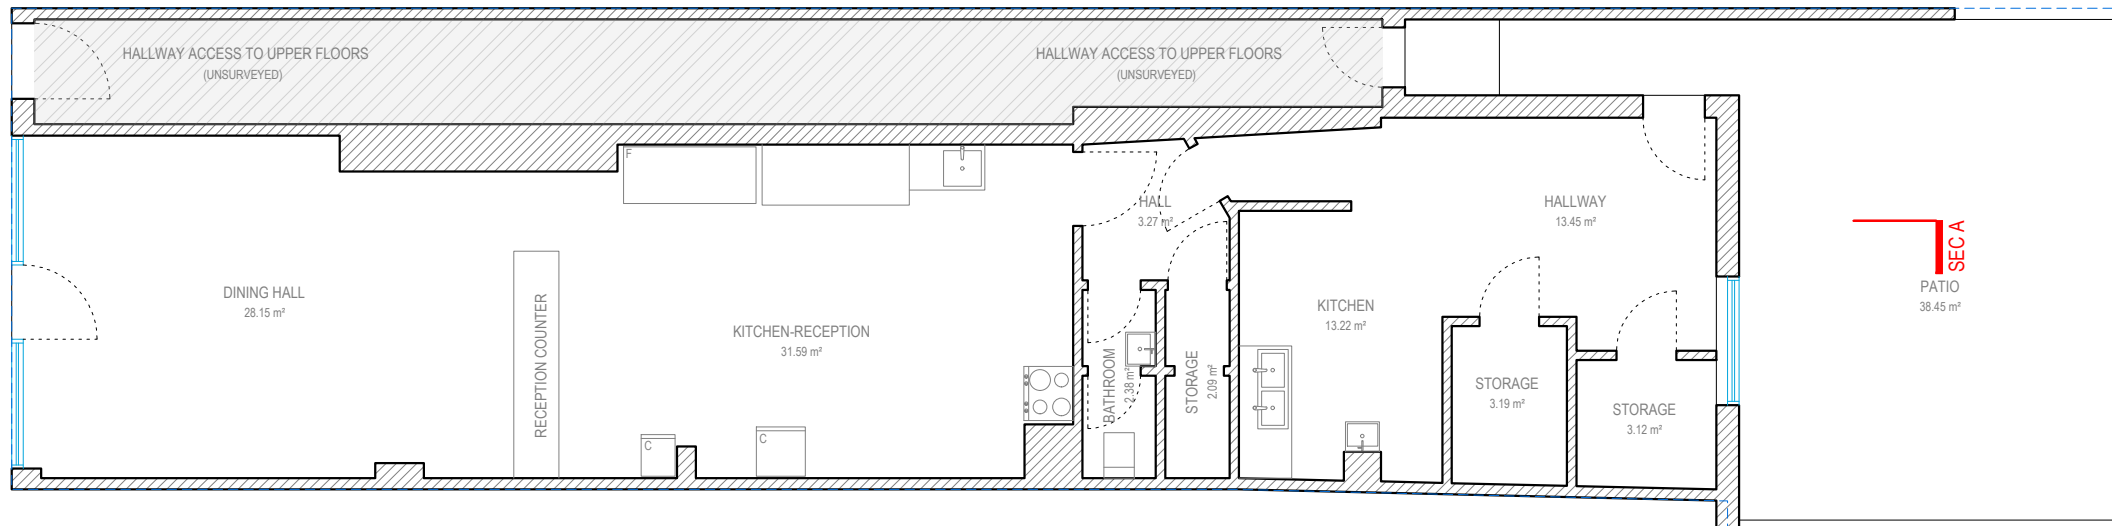 HALLWAY ACCESS TO UPPER FLOORS
(UNSURVEYED)
HALLWAY ACCESS TO UPPER FLOORS
(UNSURVEYED)
F
HALL
3.27 m²
HALLWAY
13.45 m²
SEC A
PATIO
38.45 m²
DINING HALL
28.15 m²
RECEPTION COUNTER
KITCHEN-RECEPTION
31.59 m²
KITCHEN
13.22 m²
BATHROOM
2.38 m²
STORAGE
2.09 m²
STORAGE
3.19 m²
STORAGE
3.12 m²
C
C